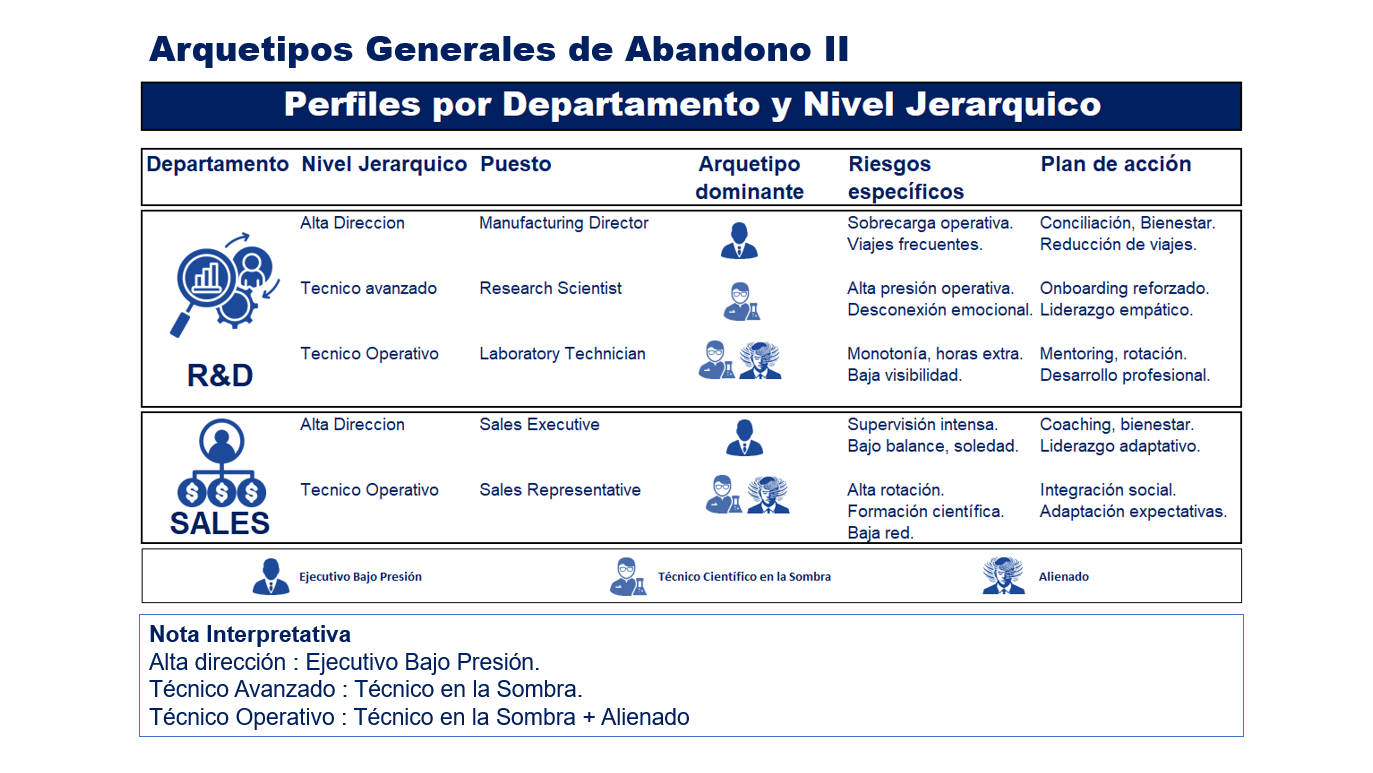 Arquetipos Generales de Abandono II
Perfiles por Departamento y Nivel Jerarquico
Departamento Nivel Jerarquico Puesto Arquetipo dominante Riesgos específicos Plan de acción
R&D
Alta Direccion Manufacturing Director Sobrecarga operativa. Conciliación, Bienestar.
Viajes frecuentes. Reducción de viajes.
Tecnico avanzado Research Scientist Alta presión operativa. Onboarding reforzado.
Desconexión emocional. Liderazgo empático.
Tecnico Operativo Laboratory Technician Monotonía, horas extra. Mentoring, rotación.
Baja visibilidad. Desarrollo profesional.
SALES
$ $ $
Alta Direccion Sales Executive Supervisión intensa. Coaching, bienestar.
Bajo balance, soledad. Liderazgo adaptativo.
Tecnico Operativo Sales Representative Alta rotación. Integración social.
Formación científica. Adaptación expectativas.
Baja red.
Ejecutivo Bajo Presión Técnico Científico en la Sombra Alienado
Nota Interpretativa
Alta dirección : Ejecutivo Bajo Presión.
Técnico Avanzado : Técnico en la Sombra.
Técnico Operativo : Técnico en la Sombra + Alienado